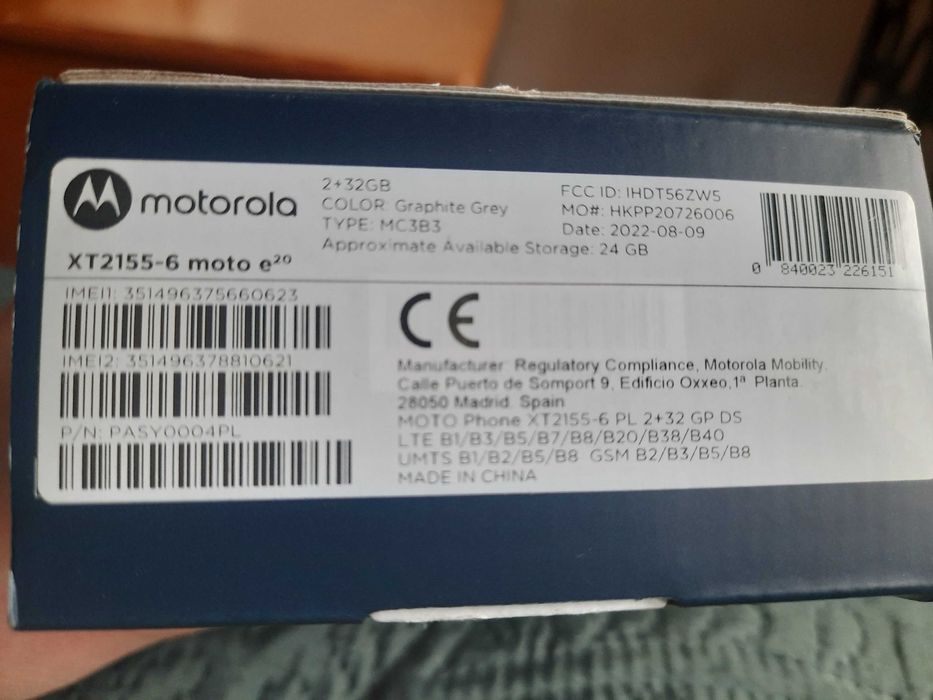 motorola
XT2155-6 moto e²⁰
2+32GB
COLOR: Graphite Grey
TYPE: MC3B3
Approximate Available Storage: 24 GB
FCC ID: IHDT56ZW5
MO#: HKPP20726006
Date: 2022-08-09
0 840023 226151
IMEI1: 351496375660623
IMEI2: 351496378810621
P/N: PASY0004PL
CE
Manufacturer: Regulatory Compliance, Motorola Mobility,
Calle Puerto de Somport 9, Edificio Oxxeo,1ª Planta.
28050 Madrid. Spain
MOTO Phone XT2155-6 PL 2+32 GP DS
LTE B1/B3/B5/B7/B8/B20/B38/B40
UMTS B1/B2/B5/B8 GSM B2/B3/B5/B8
MADE IN CHINA